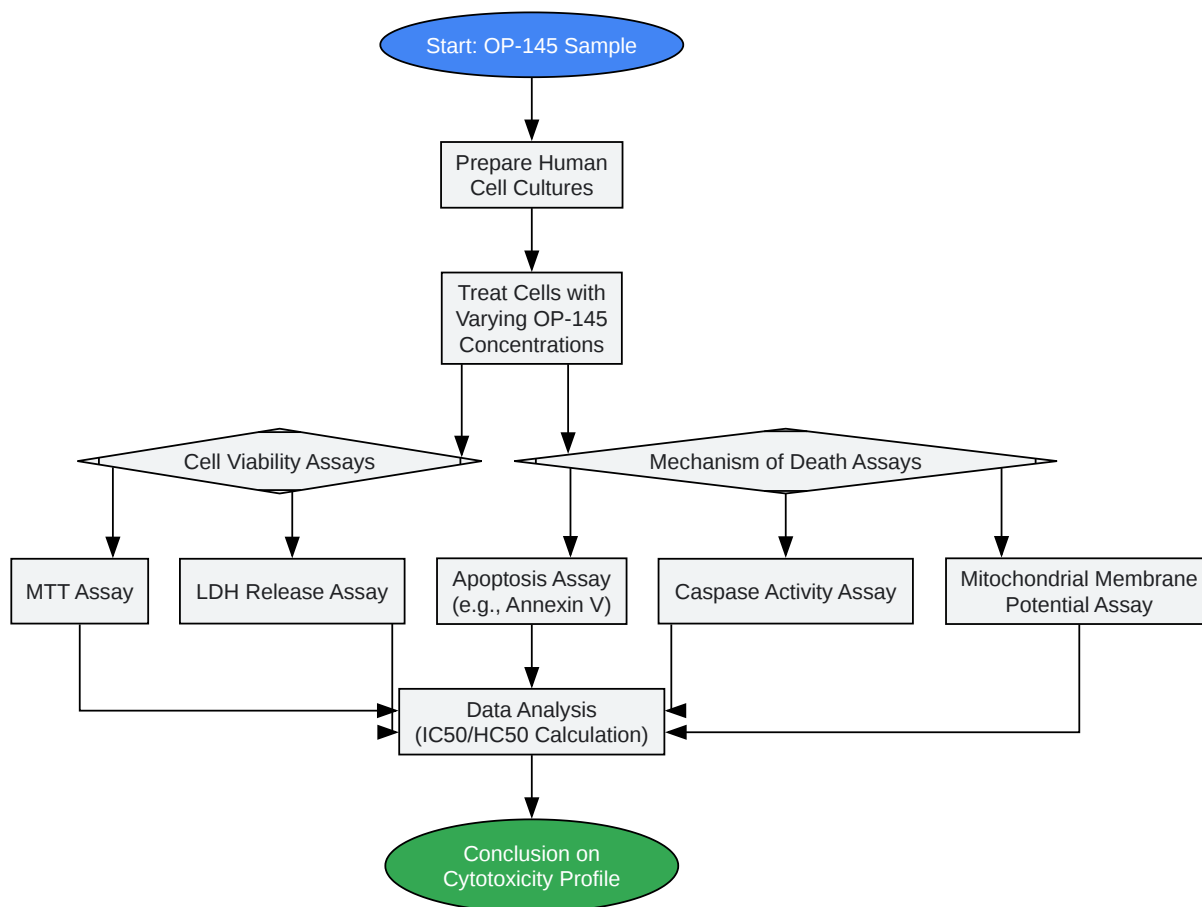 Start: OP-145 Sample
Prepare Human
Cell Cultures
Treat Cells with
Varying OP-145
Concentrations
Cell Viability Assays
Mechanism of Death Assays
MTT Assay
LDH Release Assay
Apoptosis Assay
(e.g., Annexin V)
Caspase Activity Assay
Mitochondrial Membrane
Potential Assay
Data Analysis
(IC50/HC50 Calculation)
Conclusion on
Cytotoxicity Profile